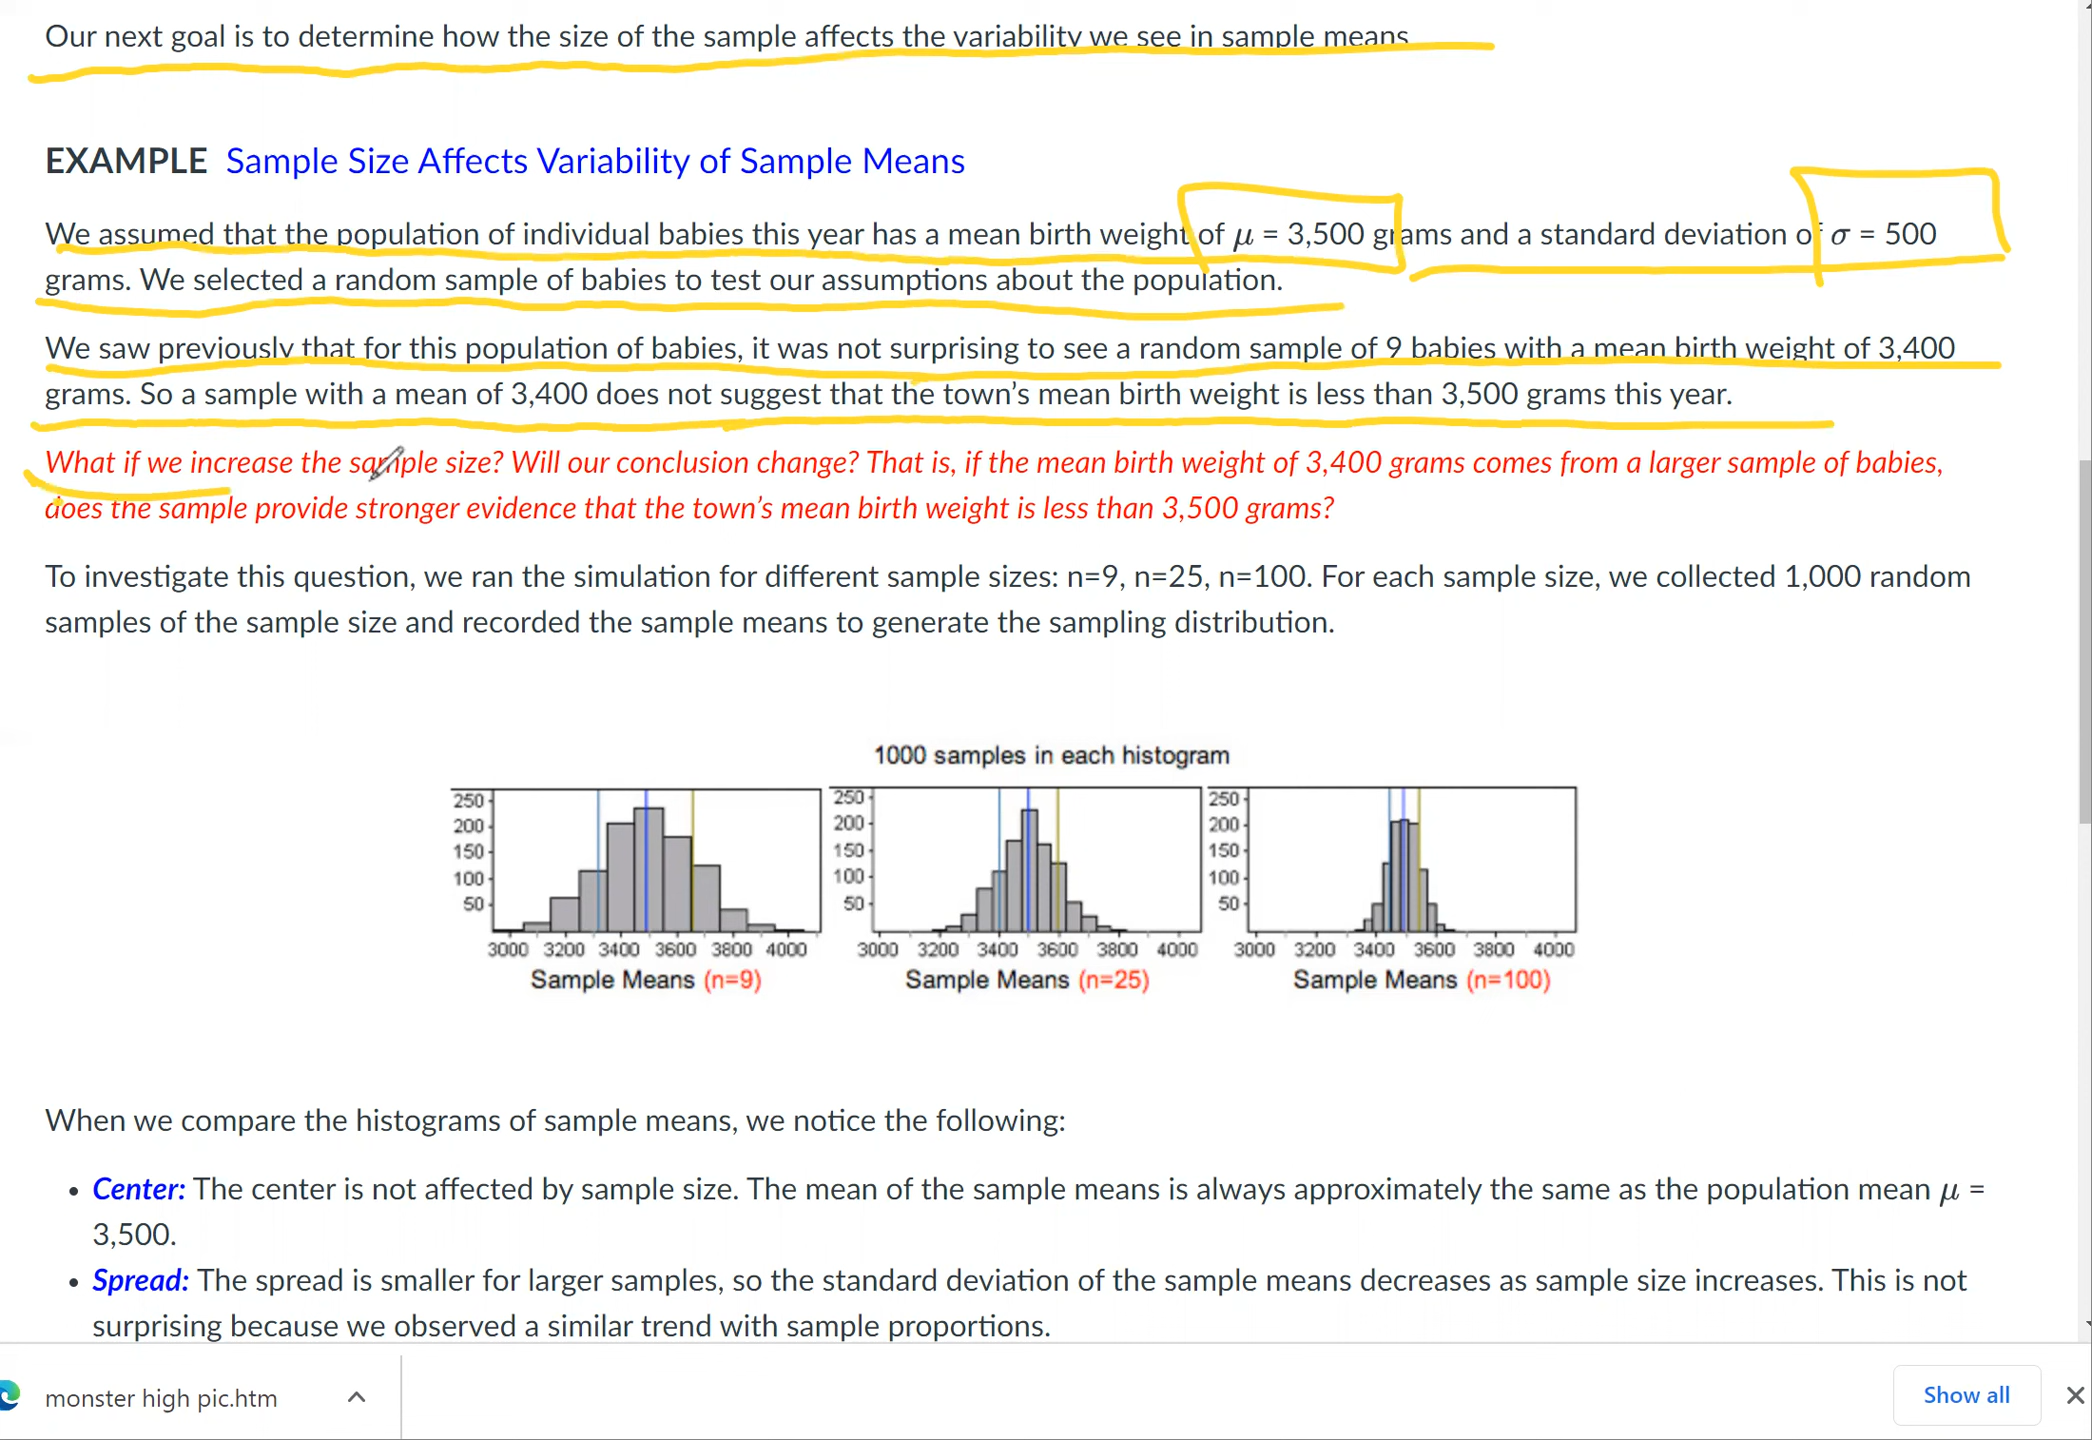 Our next goal is to determine how the size of the sample affects the variability we see in sample means
EXAMPLE Sample Size Affects Variability of Sample Means
We assumed that the population of individual babies this year has a mean birth weight of μ = 3,500 grams and a standard deviation of σ = 500
grams. We selected a random sample of babies to test our assumptions about the population.
We saw previously that for this population of babies, it was not surprising to see a random sample of 9 babies with a mean birth weight of 3,400
grams. So a sample with a mean of 3,400 does not suggest that the town's mean birth weight is less than 3,500 grams this year.
What if we increase the sample size? Will our conclusion change? That is, if the mean birth weight of 3,400 grams comes from a larger sample of babies,
does the sample provide stronger evidence that the town's mean birth weight is less than 3,500 grams?
To investigate this question, we ran the simulation for different sample sizes: n=9, n=25, n=100. For each sample size, we collected 1,000 random
samples of the sample size and recorded the sample means to generate the sampling distribution.
1000 samples in each histogram
250
200
150
100
50
3000 3200 3400 3600 3800 4000
Sample Means (n=9)
250
200
150
100
50
3000 3200 3400 3600 3800 4000
Sample Means (n=25)
250
200
150
100
50
3000 3200 3400 3600 3800 4000
Sample Means (n=100)
When we compare the histograms of sample means, we notice the following:
• Center: The center is not affected by sample size. The mean of the sample means is always approximately the same as the population mean μ =
3,500.
• Spread: The spread is smaller for larger samples, so the standard deviation of the sample means decreases as sample size increases. This is not
surprising because we observed a similar trend with sample proportions.
monster high pic.htm
Show all